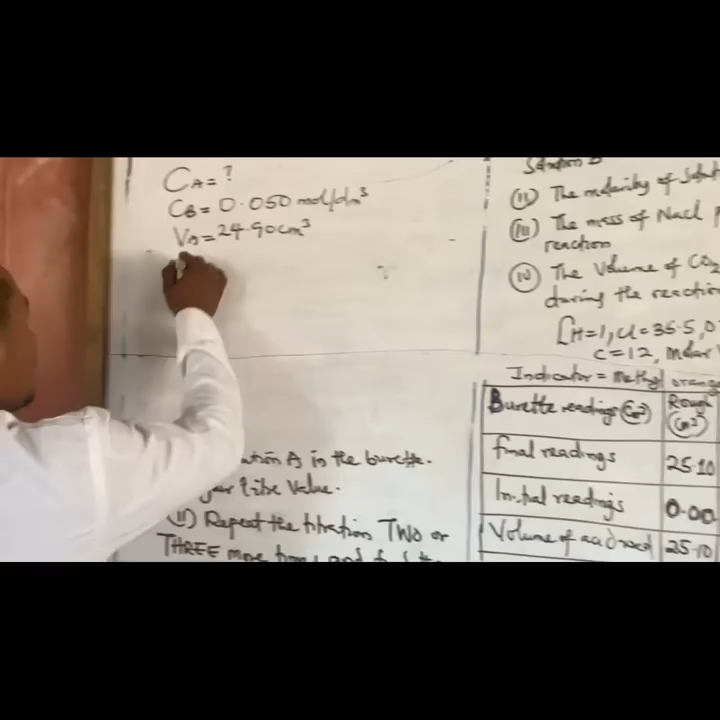 CA = ?
CB = 0.050 mol/dm³
VA = 24.90cm³
in the burette.
Value.
(ii) Repeat the titration TWO or
THREE more
Solution B
(ii) The molarity of
(iii) The mass of Nacl
reaction
(iv) The Volume of CO2
during the reaction
[H=1, Cl=35.5, O
C=12, molar
Indicator = Methyl orange
Burette readings (cm³) Rough (cm³)
final readings 25.10
Initial readings 0.00
Volume of acid used 25.10